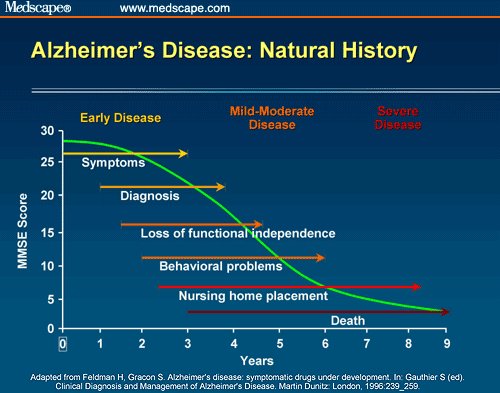 Medscape® www.medscape.com
Alzheimer's Disease: Natural History
Early Disease
Mild-Moderate
Disease
Severe
Disease
MMSE Score
30
25
20
15
10
5
0
Symptoms
Diagnosis
Loss of functional independence
Behavioral problems
Nursing home placement
Death
0 1 2 3 4 5 6 7 8 9
Years
Adapted from Feldman H, Gracon S. Alzheimer's disease: symptomatic drugs under development. In: Gauthier S (ed).
Clinical Diagnosis and Management of Alzheimer's Disease. Martin Dunitz: London, 1996:239_259.